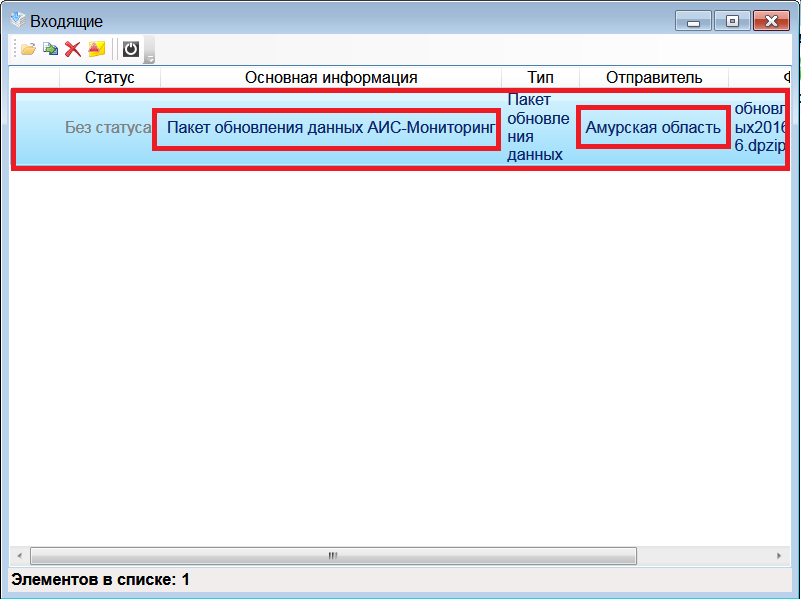 Входящие
Статус Основная информация Тип Отправитель
Без статуса Пакет обновления данных АИС-Мониторинг Пакет обновле ния данных Амурская область обновл ых2016 6.dpzip
Элементов в списке: 1